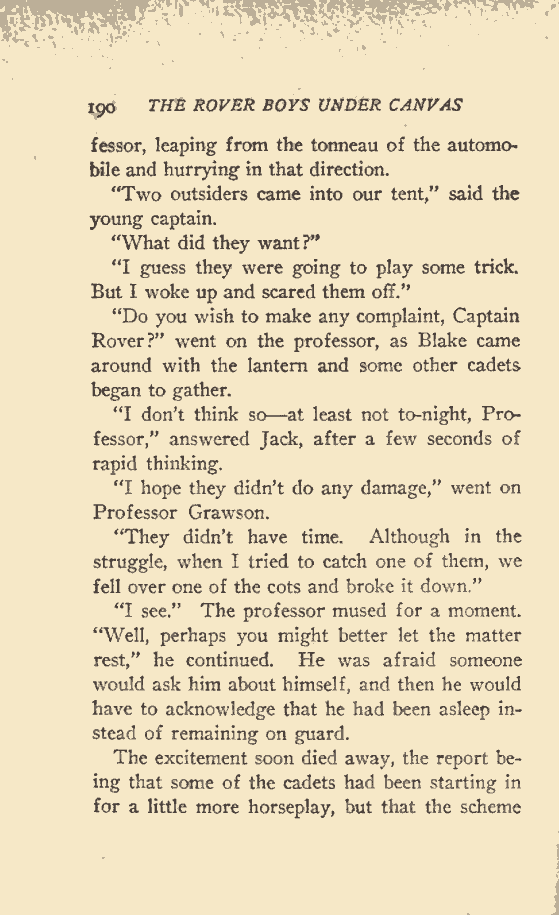 190 THE ROVER BOYS UNDER CANVAS
fessor, leaping from the tonneau of the automo-
bile and hurrying in that direction.
"Two outsiders came into our tent," said the
young captain.
"What did they want?"
"I guess they were going to play some trick.
But I woke up and scared them off."
"Do you wish to make any complaint, Captain
Rover?" went on the professor, as Blake came
around with the lantern and some other cadets
began to gather.
"I don't think so—at least not to-night, Pro-
fessor," answered Jack, after a few seconds of
rapid thinking.
"I hope they didn't do any damage," went on
Professor Grawson.
"They didn't have time. Although in the
struggle, when I tried to catch one of them, we
fell over one of the cots and broke it down."
"I see." The professor mused for a moment.
"Well, perhaps you might better let the matter
rest," he continued. He was afraid someone
would ask him about himself, and then he would
have to acknowledge that he had been asleep in-
stead of remaining on guard.
The excitement soon died away, the report be-
ing that some of the cadets had been starting in
for a little more horseplay, but that the scheme